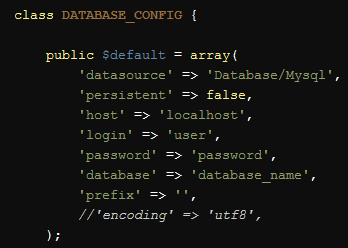 class DATABASE_CONFIG {
public $default = array(
'datasource' => 'Database/Mysql',
'persistent' => false,
'host' => 'localhost',
'login' => 'user',
'password' => 'password',
'database' => 'database_name',
'prefix' => '',
//'encoding' => 'utf8',
);